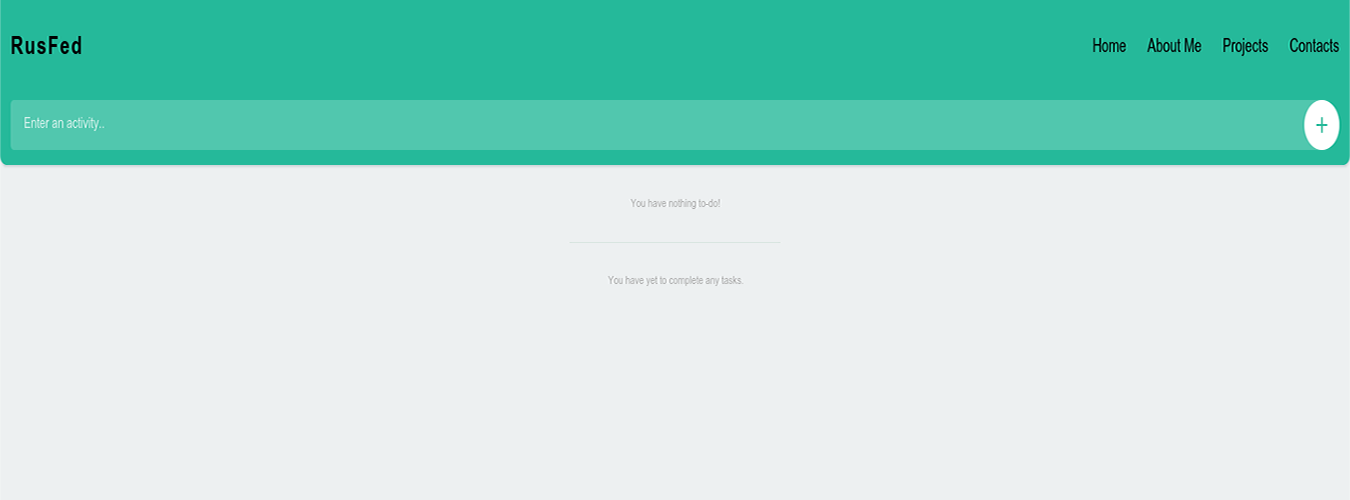 RusFed
Home About Me Projects Contacts
Enter an activity..
+
You have nothing to-do!
You have yet to complete any tasks.